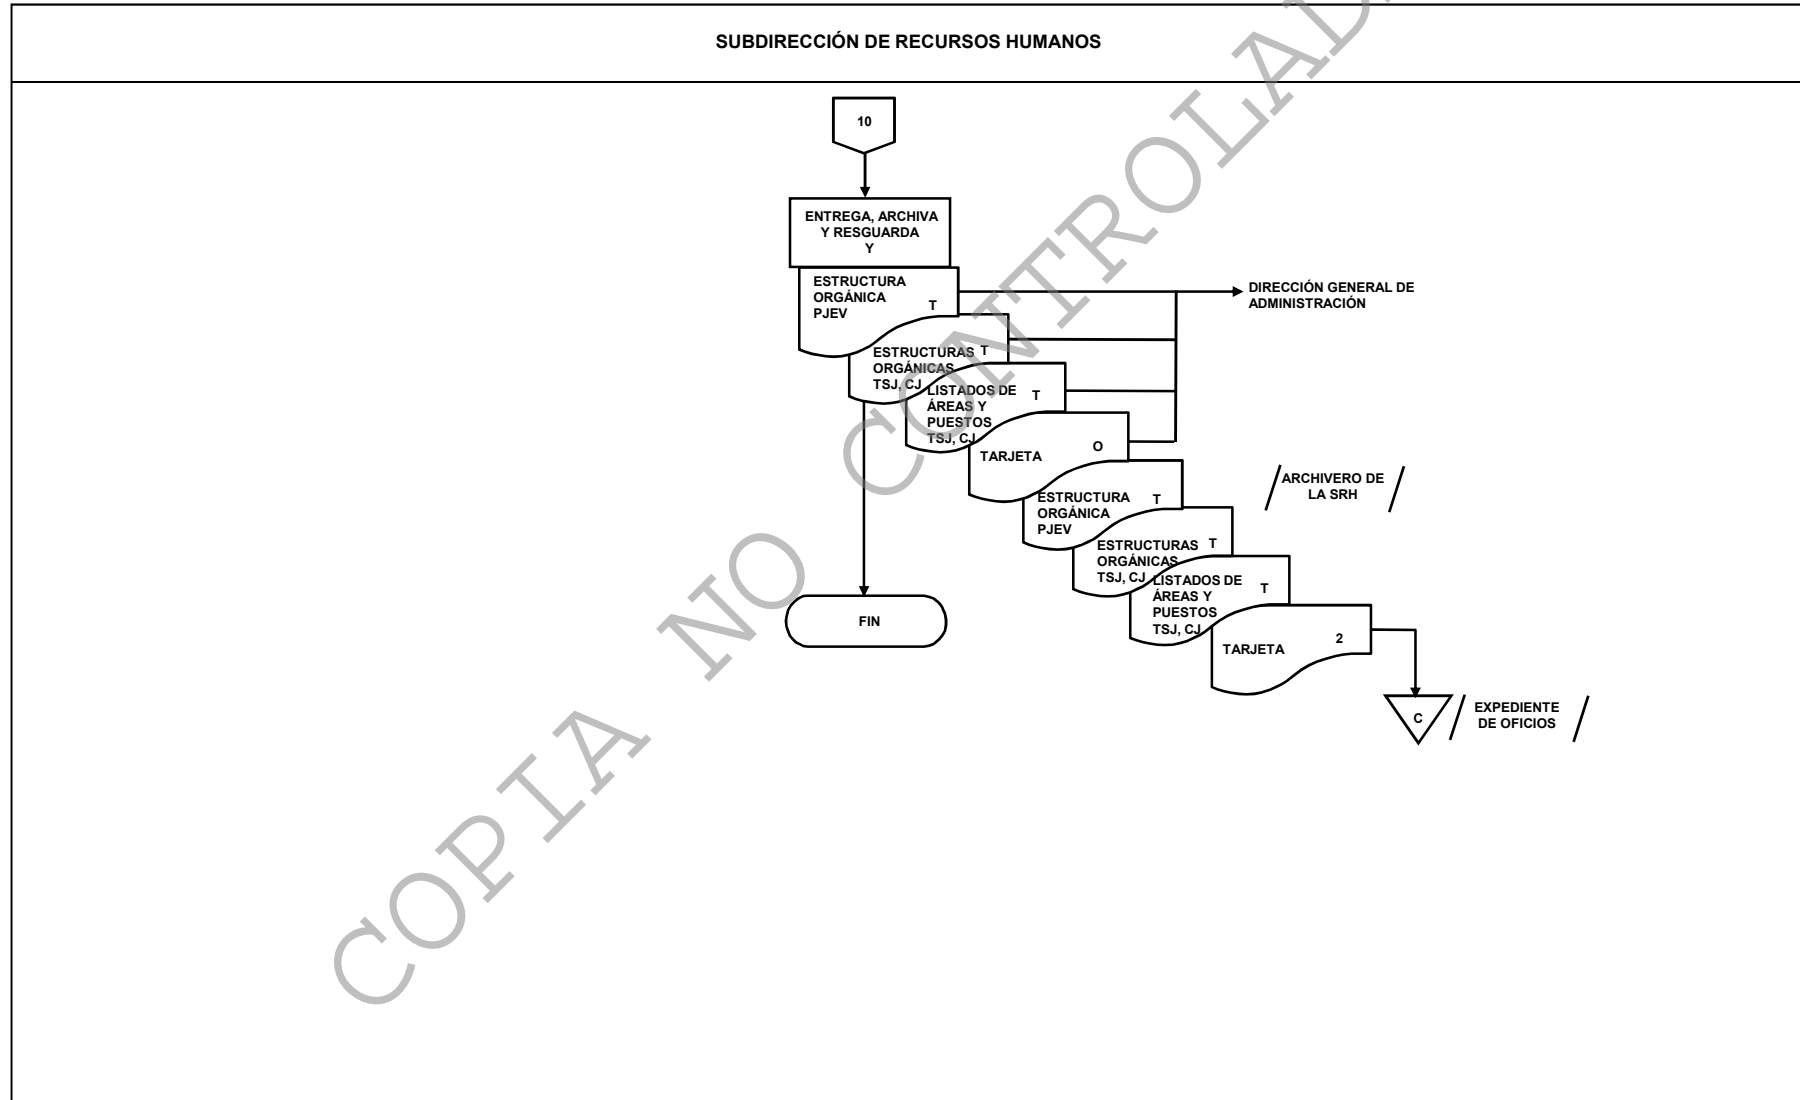 SUBDIRECCIÓN DE RECURSOS HUMANOS
10
ENTREGA, ARCHIVA
Y RESGUARDA
Y
ESTRUCTURA
ORGÁNICA
PJEV
T
DIRECCIÓN GENERAL DE
ADMINISTRACIÓN
ESTRUCTURAS
ORGÁNICAS
TSJ, CJ
T
LISTADOS DE
ÁREAS Y
PUESTOS
TSJ, CJ
T
TARJETA
O
ESTRUCTURA
ORGÁNICA
PJEV
T
ARCHIVERO DE
LA SRH
ESTRUCTURAS
ORGÁNICAS
TSJ, CJ
T
LISTADOS DE
ÁREAS Y
PUESTOS
TSJ, CJ
T
TARJETA
2
FIN
C
EXPEDIENTE
DE OFICIOS
COPIA NO CONTROLAD